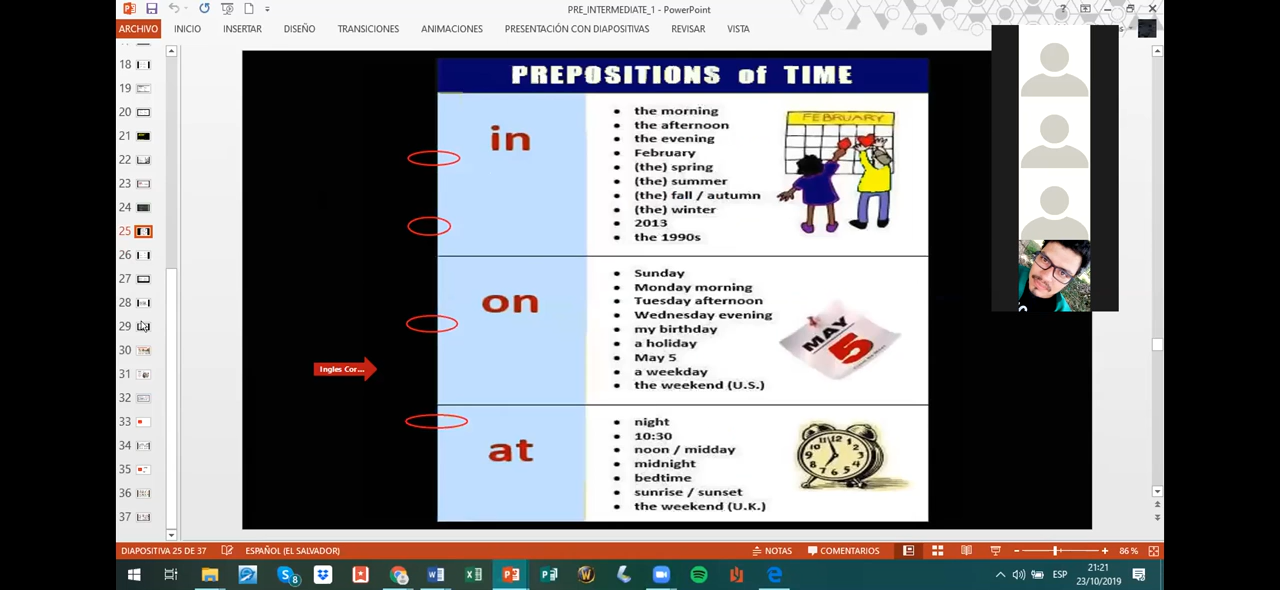 PRE_INTERMEDIATE_1 - PowerPoint
?
ARCHIVO INICIO INSERTAR DISEÑO TRANSICIONES ANIMACIONES PRESENTACIÓN CON DIAPOSITIVAS REVISAR VISTA
18
19
20
21
22
23
24
25
26
27
28
29
30
31
32
33
34
35
36
37
PREPOSITIONS of TIME
in
the morning
the afternoon
the evening
February
(the) spring
(the) summer
(the) fall / autumn
(the) winter
2013
the 1990s
FEBRUARY
on
Sunday
Monday morning
Tuesday afternoon
Wednesday evening
my birthday
a holiday
May 5
a weekday
the weekend (U.S.)
MAY
5
Ingles Cor...
at
night
10:30
noon / midday
midnight
bedtime
sunrise / sunset
the weekend (U.K.)
DIAPOSITIVA 25 DE 37 ESPAÑOL (EL SALVADOR) NOTAS COMENTARIOS 86 %
8
ESP
21:21
23/10/2019